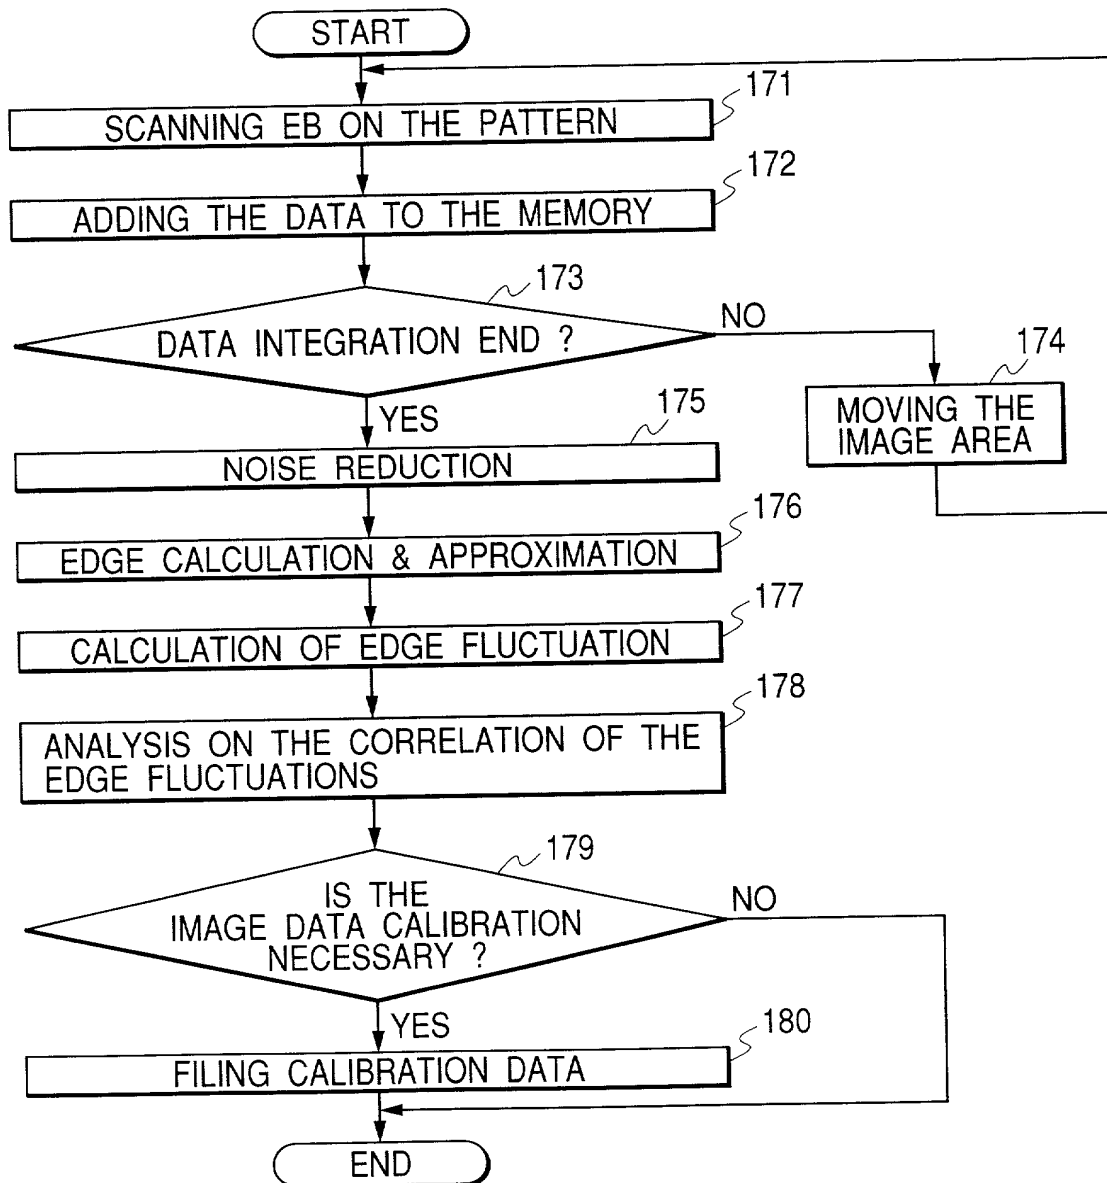 START
171
SCANNING EB ON THE PATTERN
172
ADDING THE DATA TO THE MEMORY
173
DATA INTEGRATION END ?
NO
174
MOVING THE
IMAGE AREA
YES
175
NOISE REDUCTION
176
EDGE CALCULATION & APPROXIMATION
177
CALCULATION OF EDGE FLUCTUATION
178
ANALYSIS ON THE CORRELATION OF THE
EDGE FLUCTUATIONS
179
IS THE
IMAGE DATA CALIBRATION
NECESSARY ?
NO
YES
180
FILING CALIBRATION DATA
END